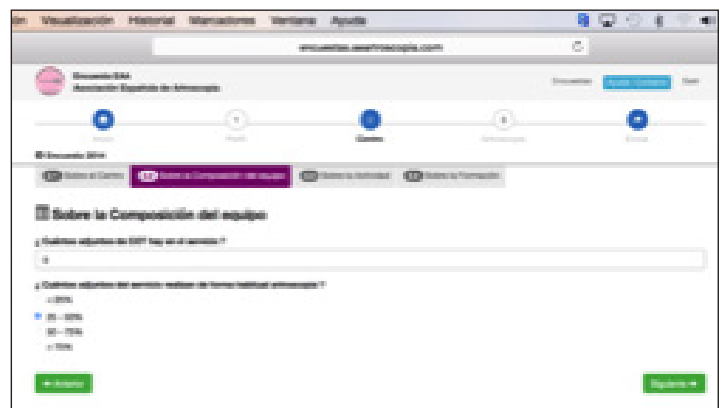 Visualización Historial Marcadores Ventana Ayuda
encuestas.aeartroscopia.com
Encuesta EAA
Asociación Española de Artroscopia
Encuestas Salir
Inicio Perfil Centro Artroscopia
Encuesta 2014
Sobre el Centro Sobre la Composición del equipo Sobre la Actividad Sobre la Formación
Sobre la Composición del equipo
¿ Cuántos adjuntos de COT hay en el servicio ?
¿ Cuántos adjuntos del servicio realizan de forma habitual artroscopia ?
<25%
25 - 50%
50 - 75%
Anterior Siguiente